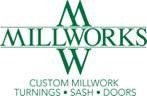 M
MILLWORKS
W
CUSTOM MILLWORK
TURNINGS • SASH • DOORS